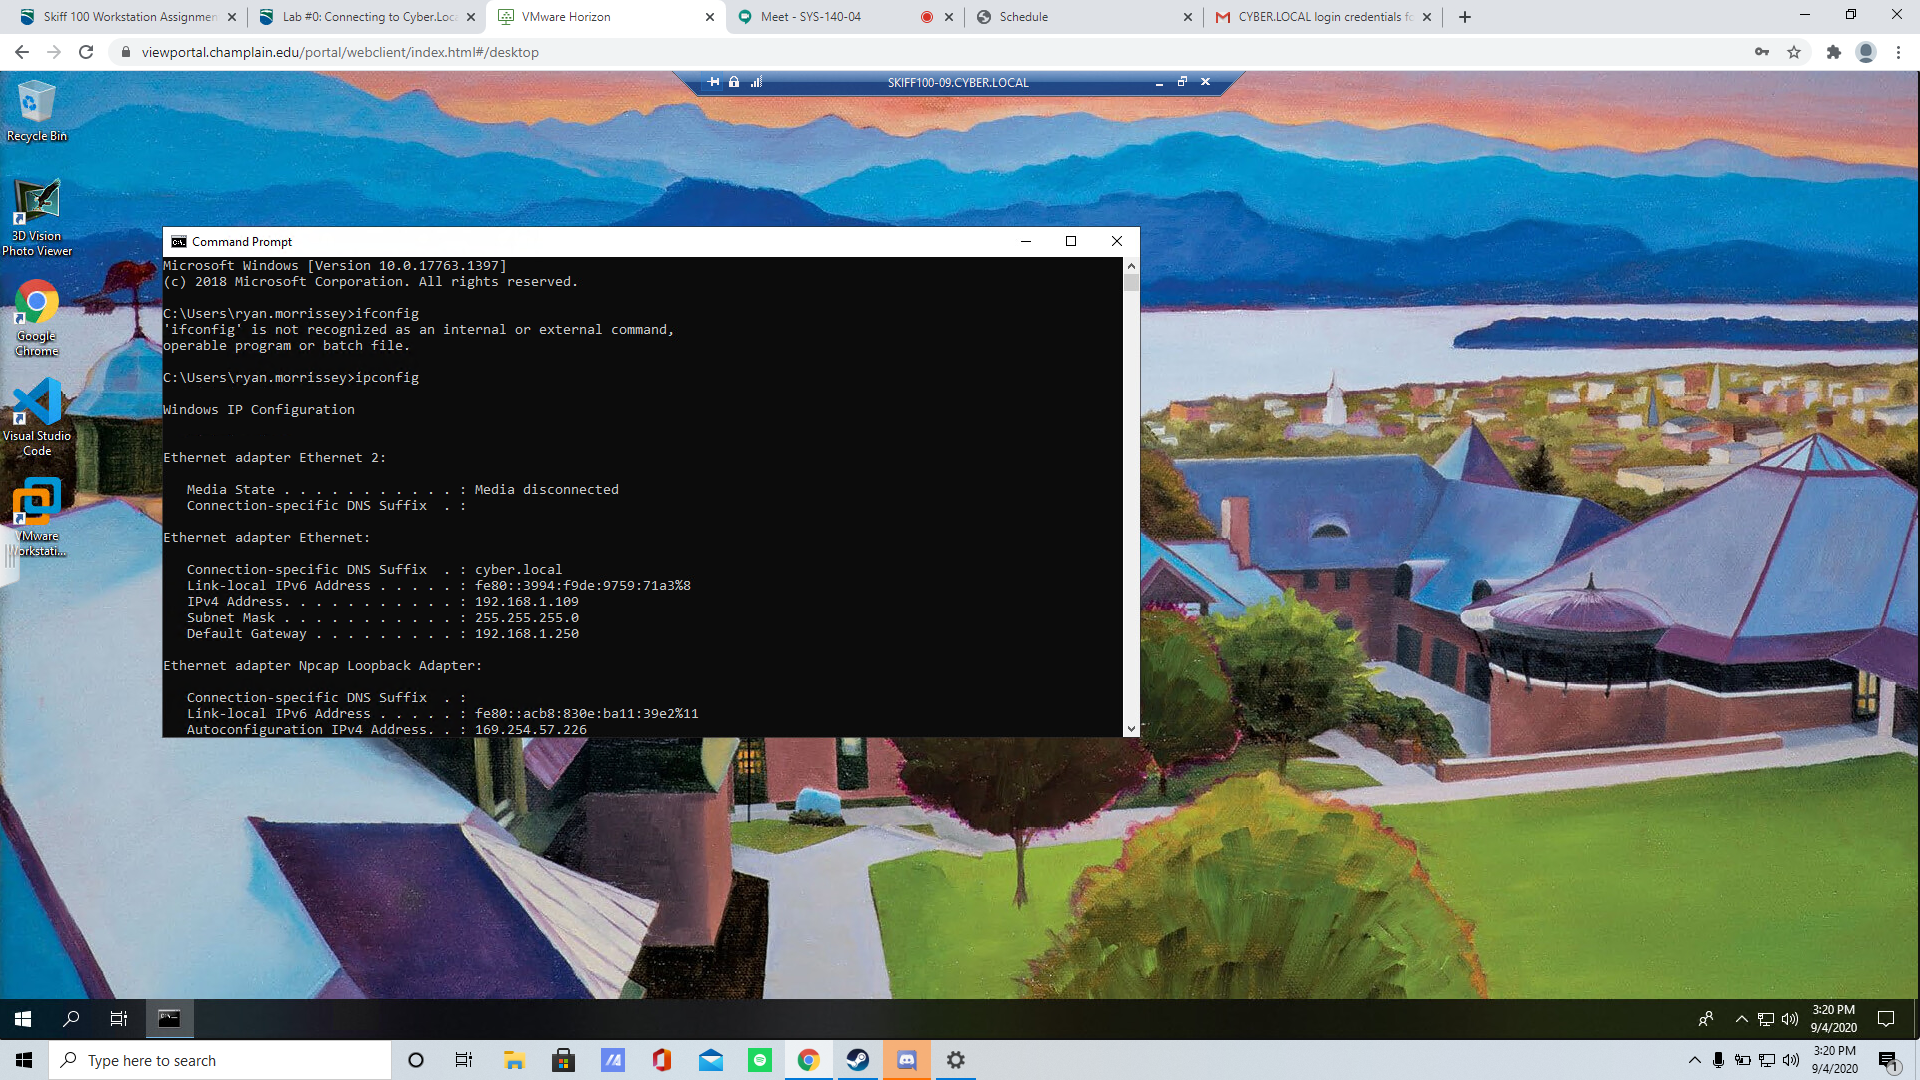 Skiff 100 Workstation Assignmen
Lab #0: Connecting to Cyber.Loca
VMware Horizon
Meet - SYS-140-04
Schedule
CYBER.LOCAL login credentials fo
viewportal.champlain.edu/portal/webclient/index.html#/desktop
SKIFF100-09.CYBER.LOCAL
Recycle Bin
3D Vision
Photo Viewer
Google
Chrome
Visual Studio
Code
VMware
Workstati...
Command Prompt
Microsoft Windows [Version 10.0.17763.1397]
(c) 2018 Microsoft Corporation. All rights reserved.
C:\Users\ryan.morrissey>ifconfig
'ifconfig' is not recognized as an internal or external command,
operable program or batch file.
C:\Users\ryan.morrissey>ipconfig
Windows IP Configuration
Ethernet adapter Ethernet 2:
Media State . . . . . . . . . . . : Media disconnected
Connection-specific DNS Suffix  . :
Ethernet adapter Ethernet:
Connection-specific DNS Suffix  . : cyber.local
Link-local IPv6 Address . . . . . : fe80::3994:f9de:9759:71a3%8
IPv4 Address. . . . . . . . . . . : 192.168.1.109
Subnet Mask . . . . . . . . . . . : 255.255.255.0
Default Gateway . . . . . . . . . : 192.168.1.250
Ethernet adapter Npcap Loopback Adapter:
Connection-specific DNS Suffix  . :
Link-local IPv6 Address . . . . . : fe80::acb8:830e:ba11:39e2%11
Autoconfiguration IPv4 Address. . : 169.254.57.226
3:20 PM
9/4/2020
Type here to search
3:20 PM
9/4/2020
1